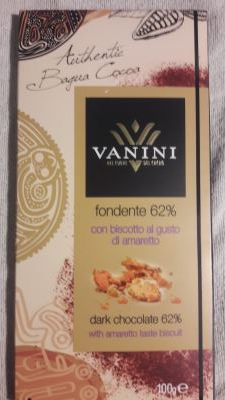 Authentic
Bagua Cocoa
VANINI
fondente 62%
con biscotto al gusto
di amaretto
dark chocolate 62%
with amaretto taste biscuit
100g e